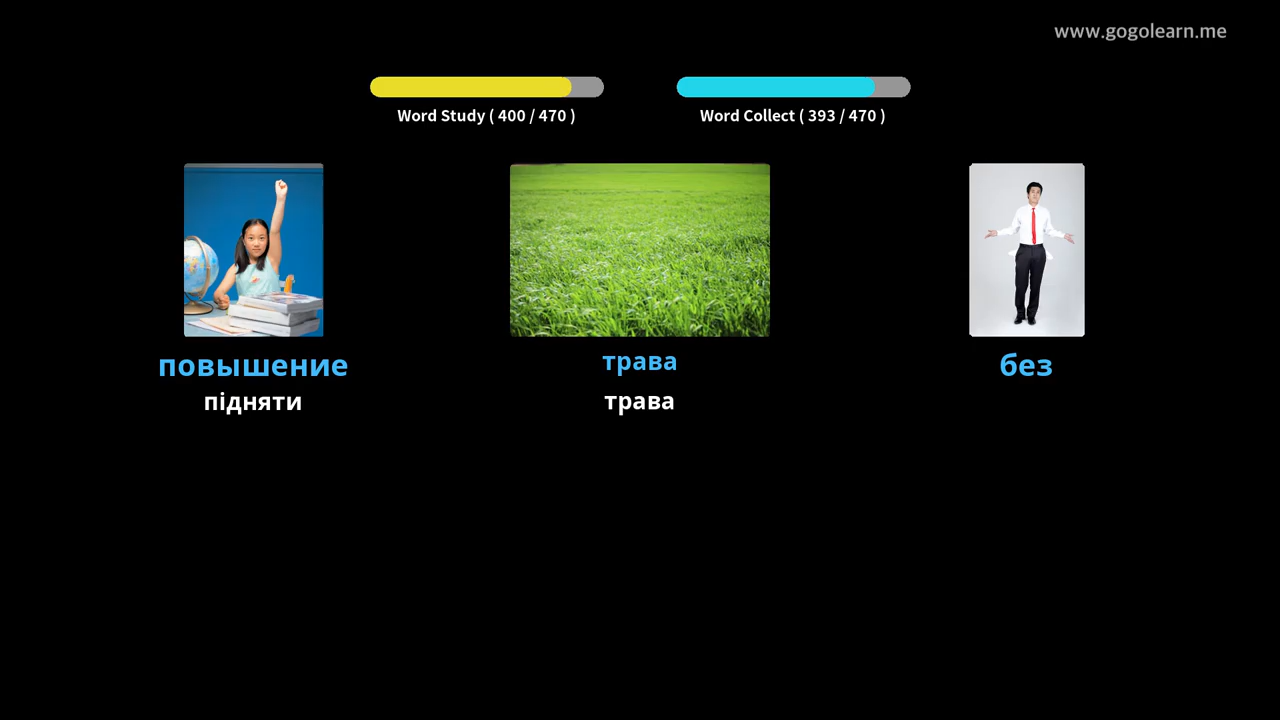 www.gogolearn.me
Word Study ( 400 / 470 )
Word Collect ( 393 / 470 )
повышение
підняти
трава
трава
без